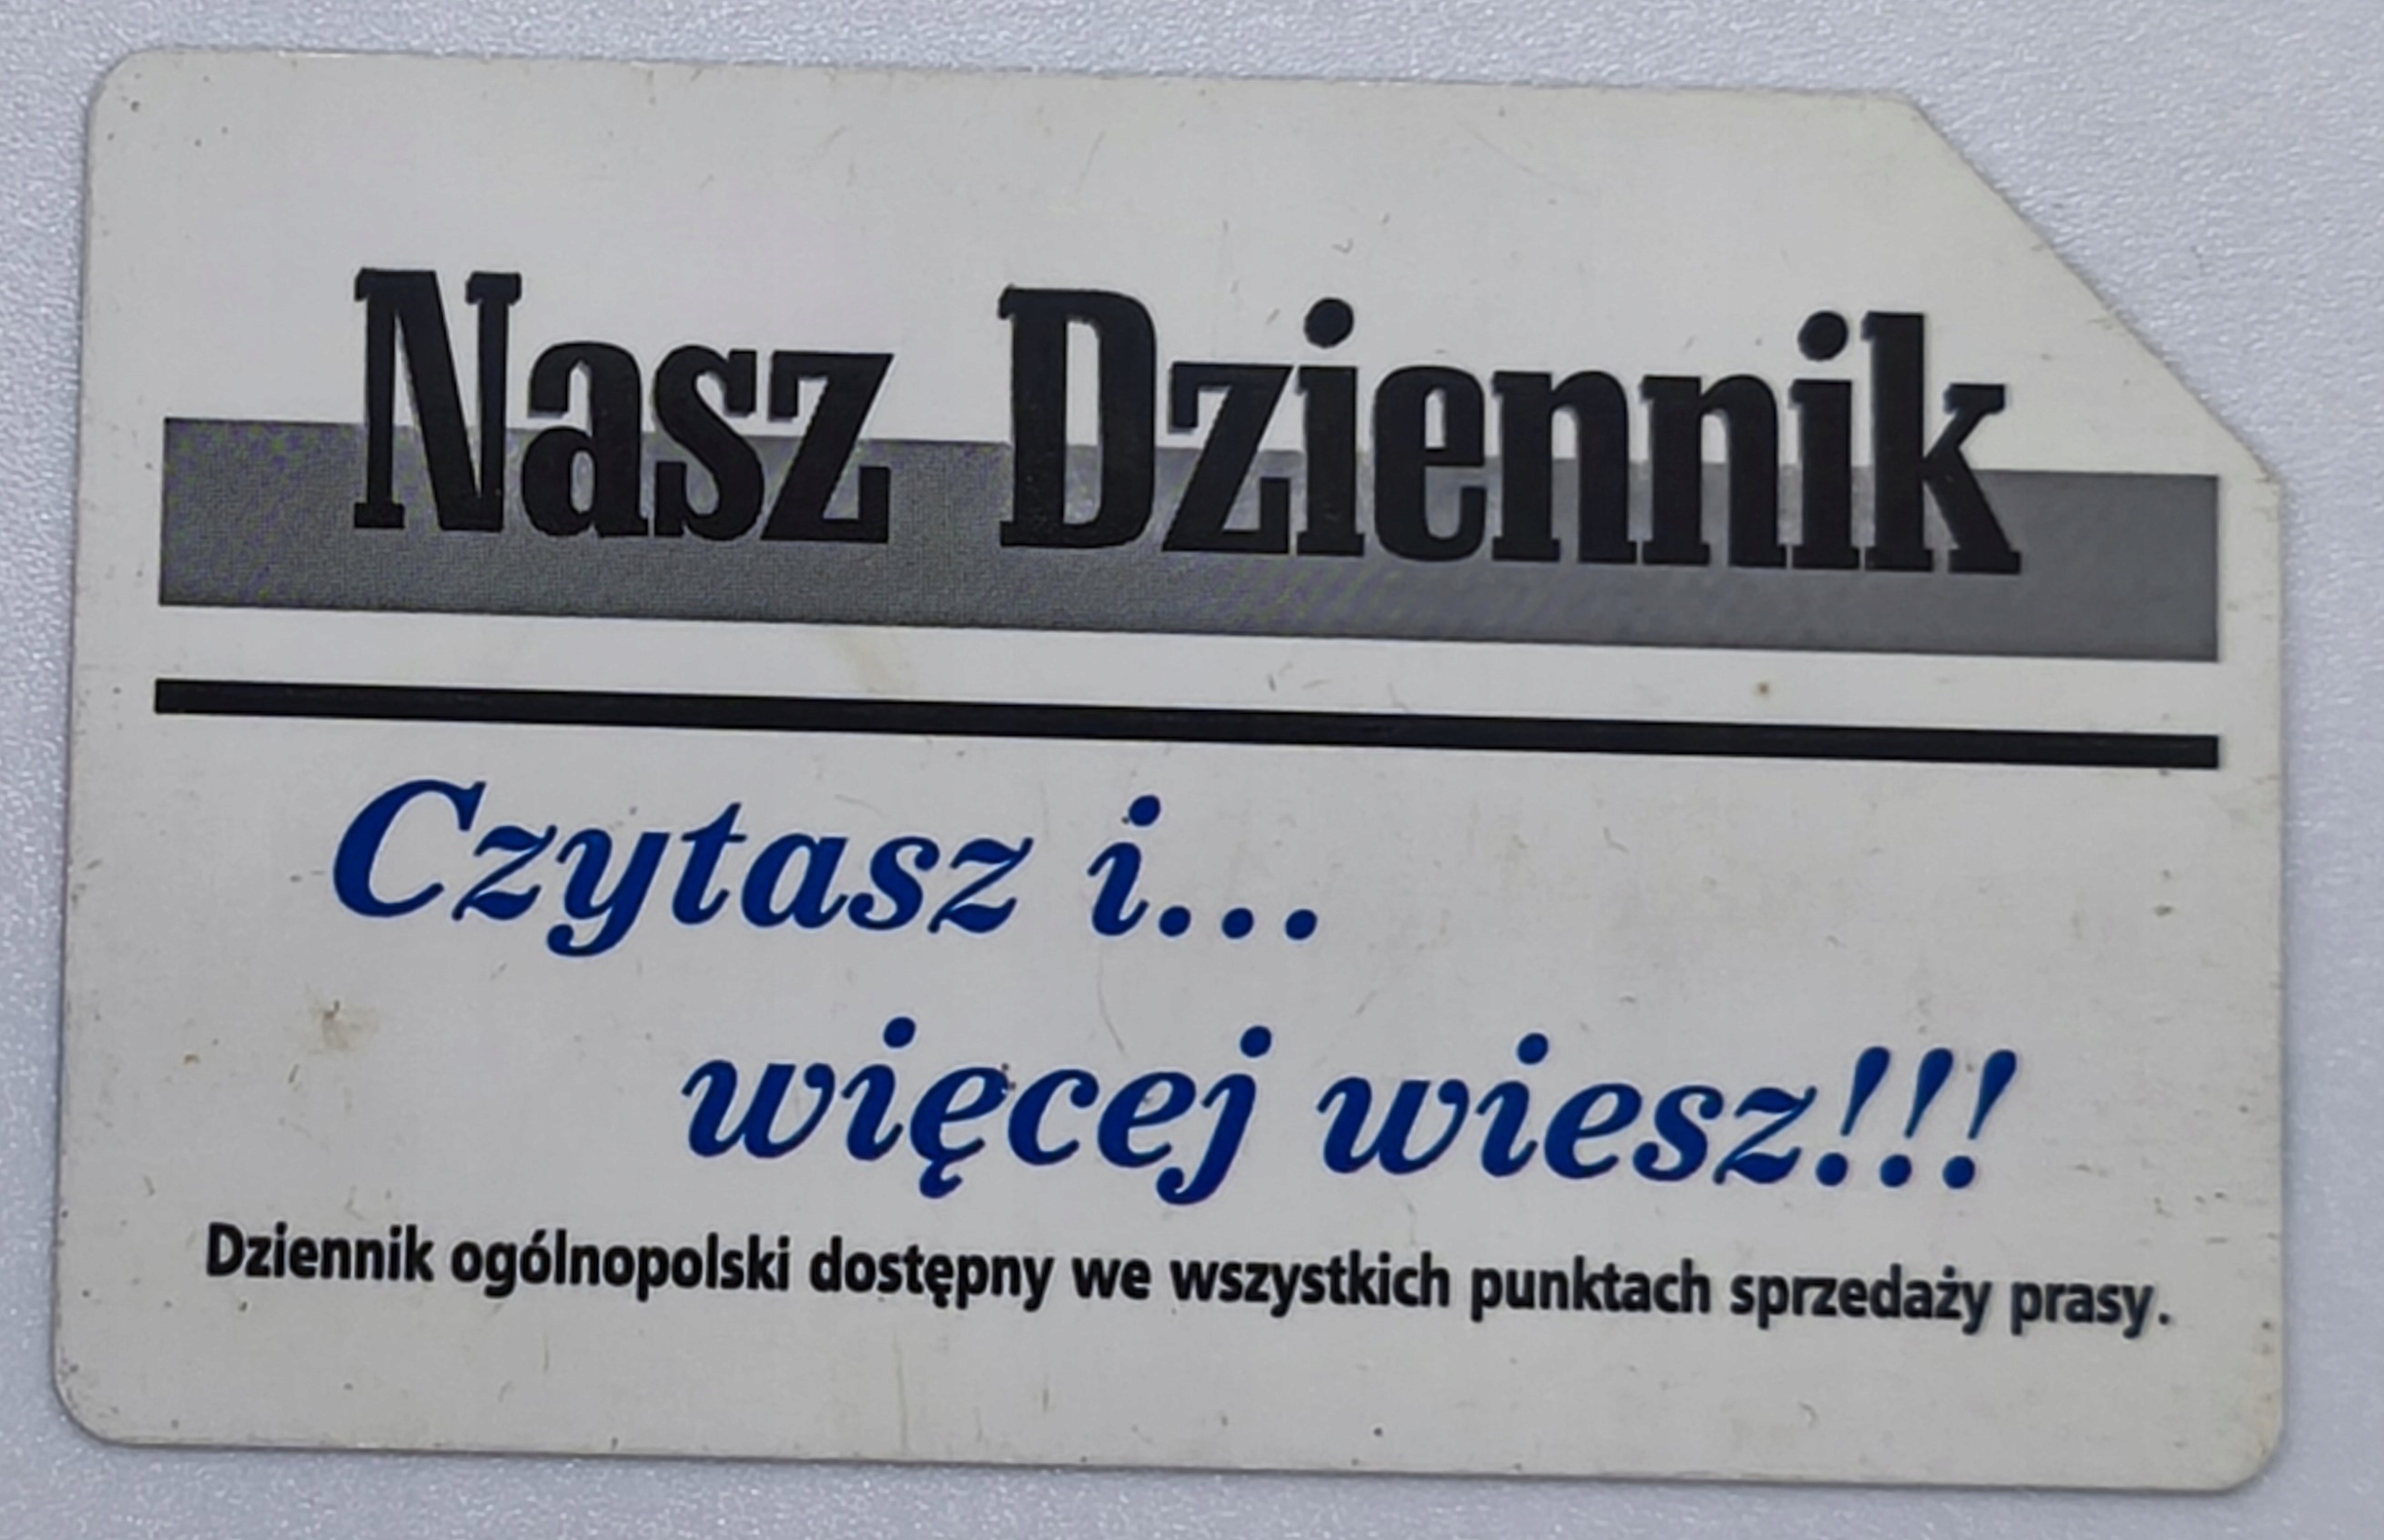 Nasz Dziennik
Czytasz i...
więcej wiesz!!!
Dziennik ogólnopolski dostępny we wszystkich punktach sprzedaży prasy.